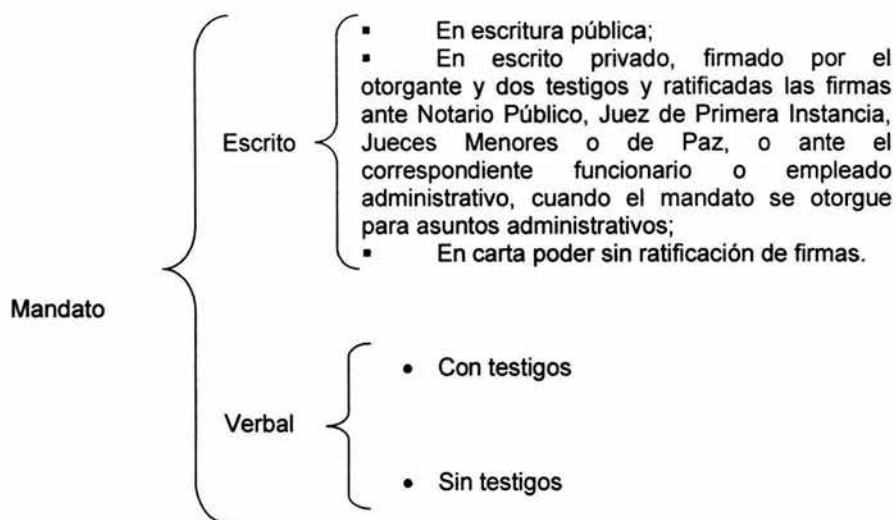 ▪ En escritura pública;
▪ En escrito privado, firmado por el
otorgante y dos testigos y ratificadas las firmas
ante Notario Público, Juez de Primera Instancia,
Jueces Menores o de Paz, o ante el
correspondiente funcionario o empleado
administrativo, cuando el mandato se otorgue
para asuntos administrativos;
▪ En carta poder sin ratificación de firmas.
Escrito
Mandato
• Con testigos
Verbal
• Sin testigos